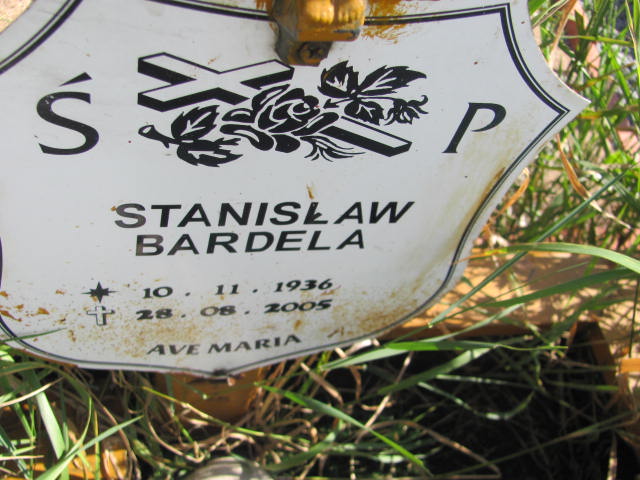 Ś P
STANISŁAW
BARDELA
10 . 11 . 1936
28 . 08 . 2005
AVE MARIA